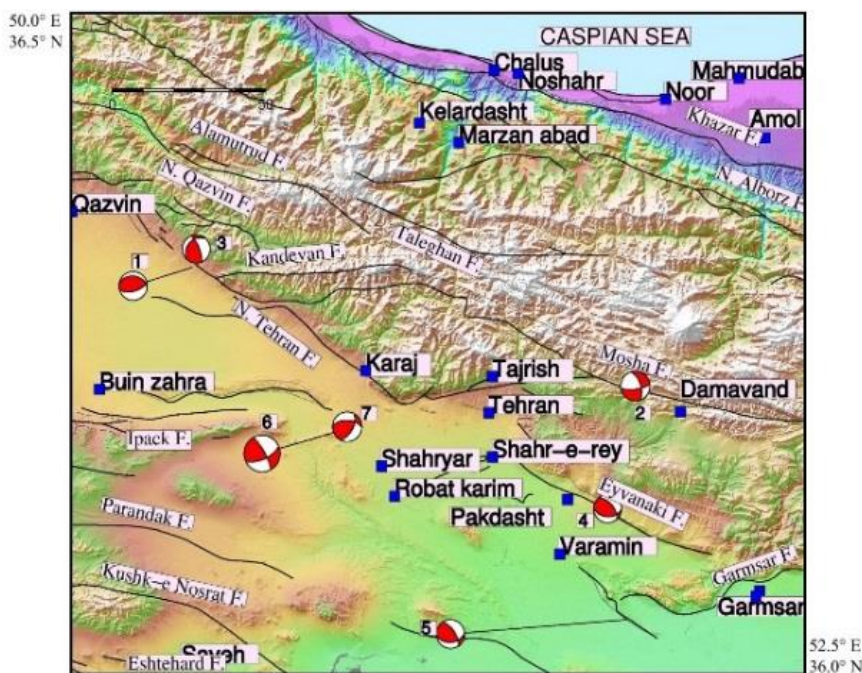 50.0° E
36.5° N
CASPIAN SEA
Chalus
Noshahr
Mahmudab
Noor
Kelardasht
Khazar F.
Amol
Marzan abad
Alamutrud F.
N. Qazvin F.
N. Alborz F
Qazvin
3
Taleghan F.
Kandevan F.
1
N. Tehran F.
Mosha F.
Karaj
Tajrish
Buin zahra
Damavand
2
Tehran
7
6
Ipack F.
Shahr-e-rey
Shahryar
Robat karim
Eyvanaki F.
Pakdasht
4
Parandak F.
Varamin
Garmsar F.
Kushk-e Nosrat F.
Garmsar
5
52.5° E
36.0° N
Saveh
Eshtehard F.